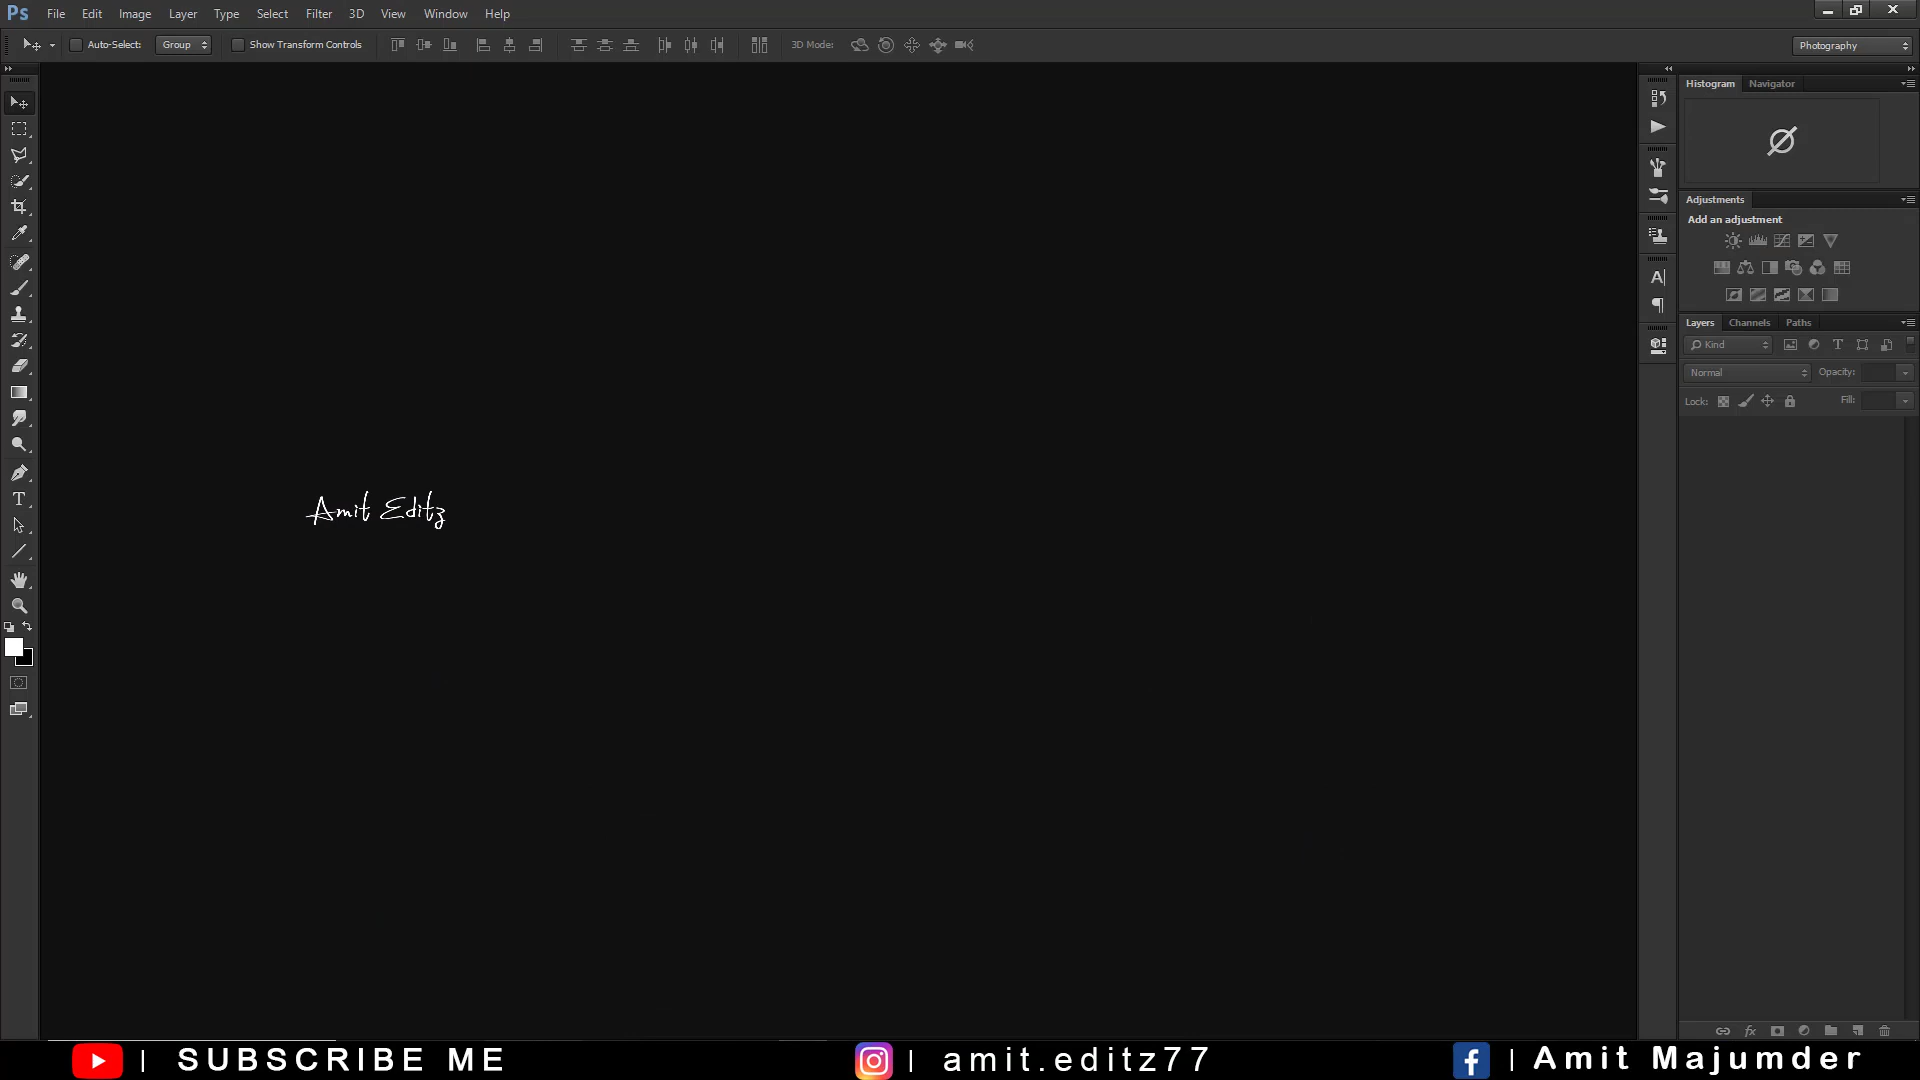 Ps File Edit Image Layer Type Select Filter 3D View Window Help
Auto-Select: Group Show Transform Controls 3D Mode: Photography
Histogram Navigator
Adjustments
Add an adjustment
Layers Channels Paths
Kind
Normal Opacity:
Lock: Fill:
Amit Editz
| SUBSCRIBE ME | amit.editz77 | Amit Majumder